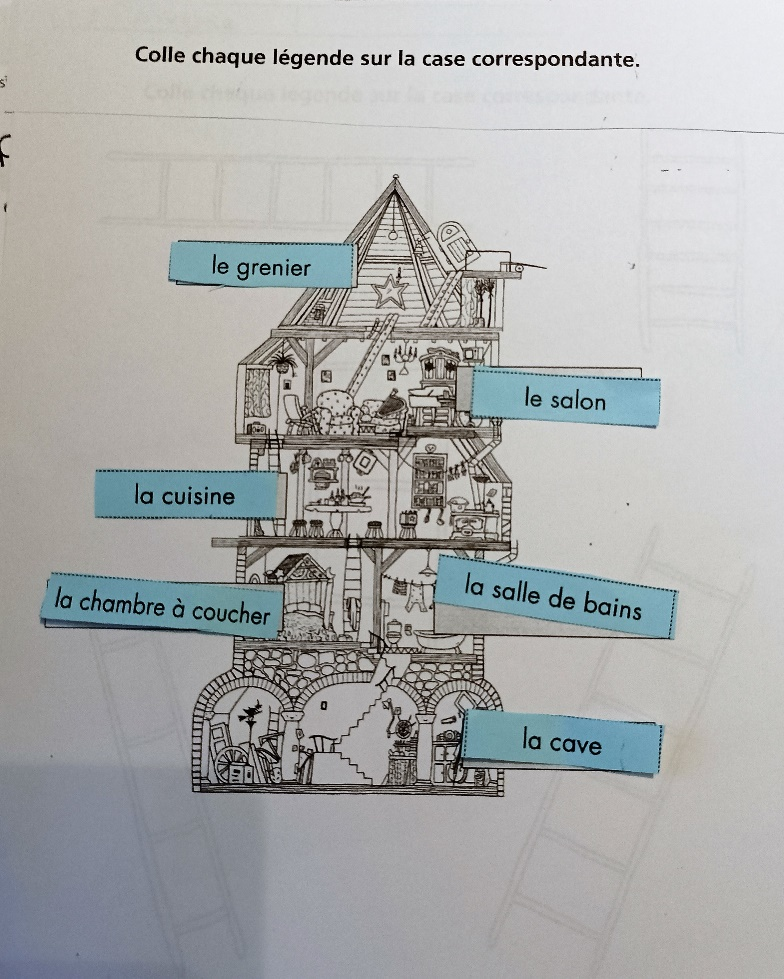 Colle chaque légende sur la case correspondante.
le grenier
le salon
la cuisine
la chambre à coucher
la salle de bains
la cave